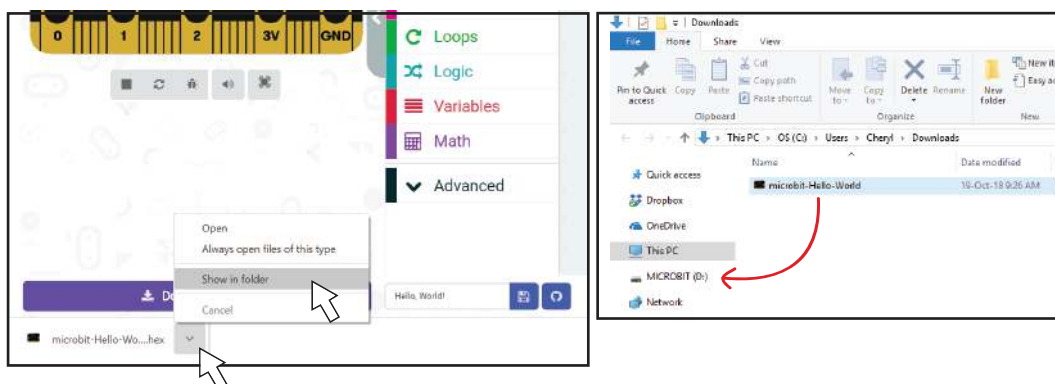 0 1 2 3V GND
Loops
Logic
Variables
Math
Advanced
Open
Always open files of this type
Show in folder
Cancel
Hello, World!
microbit-Hello-Wo....hex
Downloads
File Home Share View
Pin to Quick access
Copy
Paste
Cut
Copy path
Paste shortcut
Clipboard
Move to
Copy to
Delete
Rename
Organize
New folder
New it
Easy ac
New
This PC > OS (C:) > Users > Cheryl > Downloads
Name
Date modified
microbit-Hello-World
19-Oct-18 9:26 AM
Quick access
Dropbox
OneDrive
This PC
MICROBIT (D:)
Network